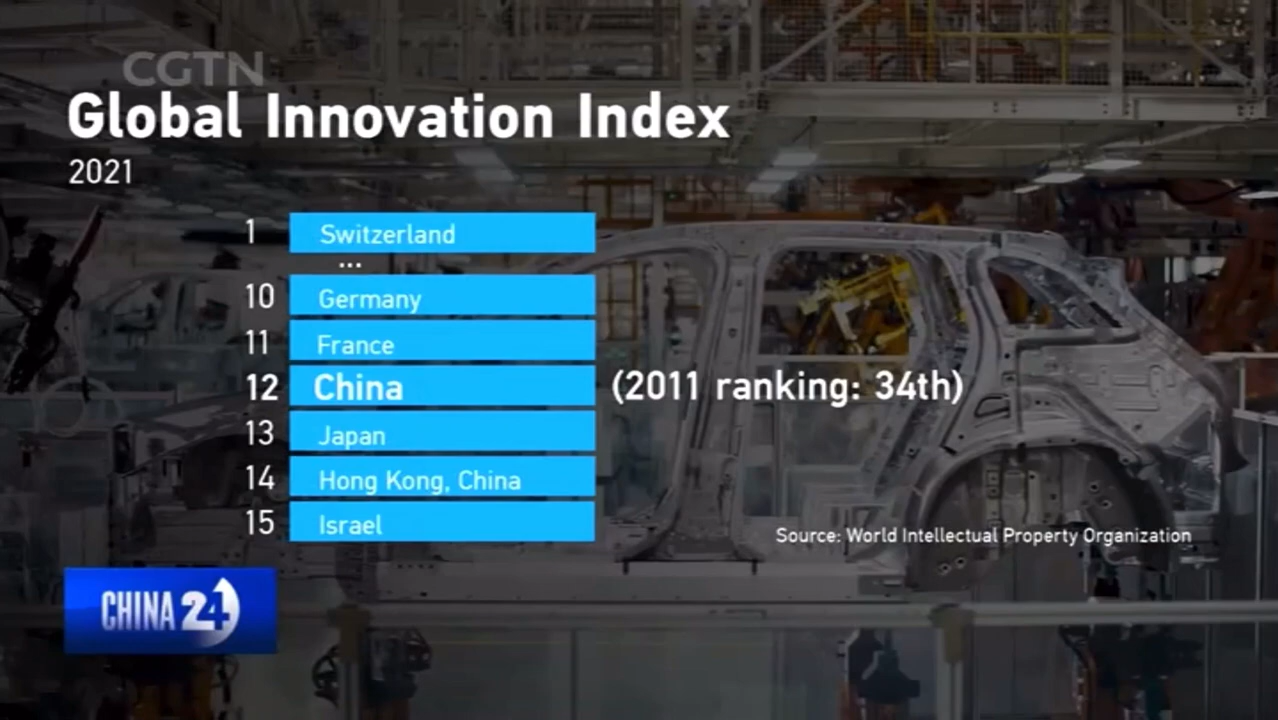 CGTN
Global Innovation Index
2021
1 Switzerland
...
10 Germany
11 France
12 China (2011 ranking: 34th)
13 Japan
14 Hong Kong, China
15 Israel
Source: World Intellectual Property Organization
CHINA 24